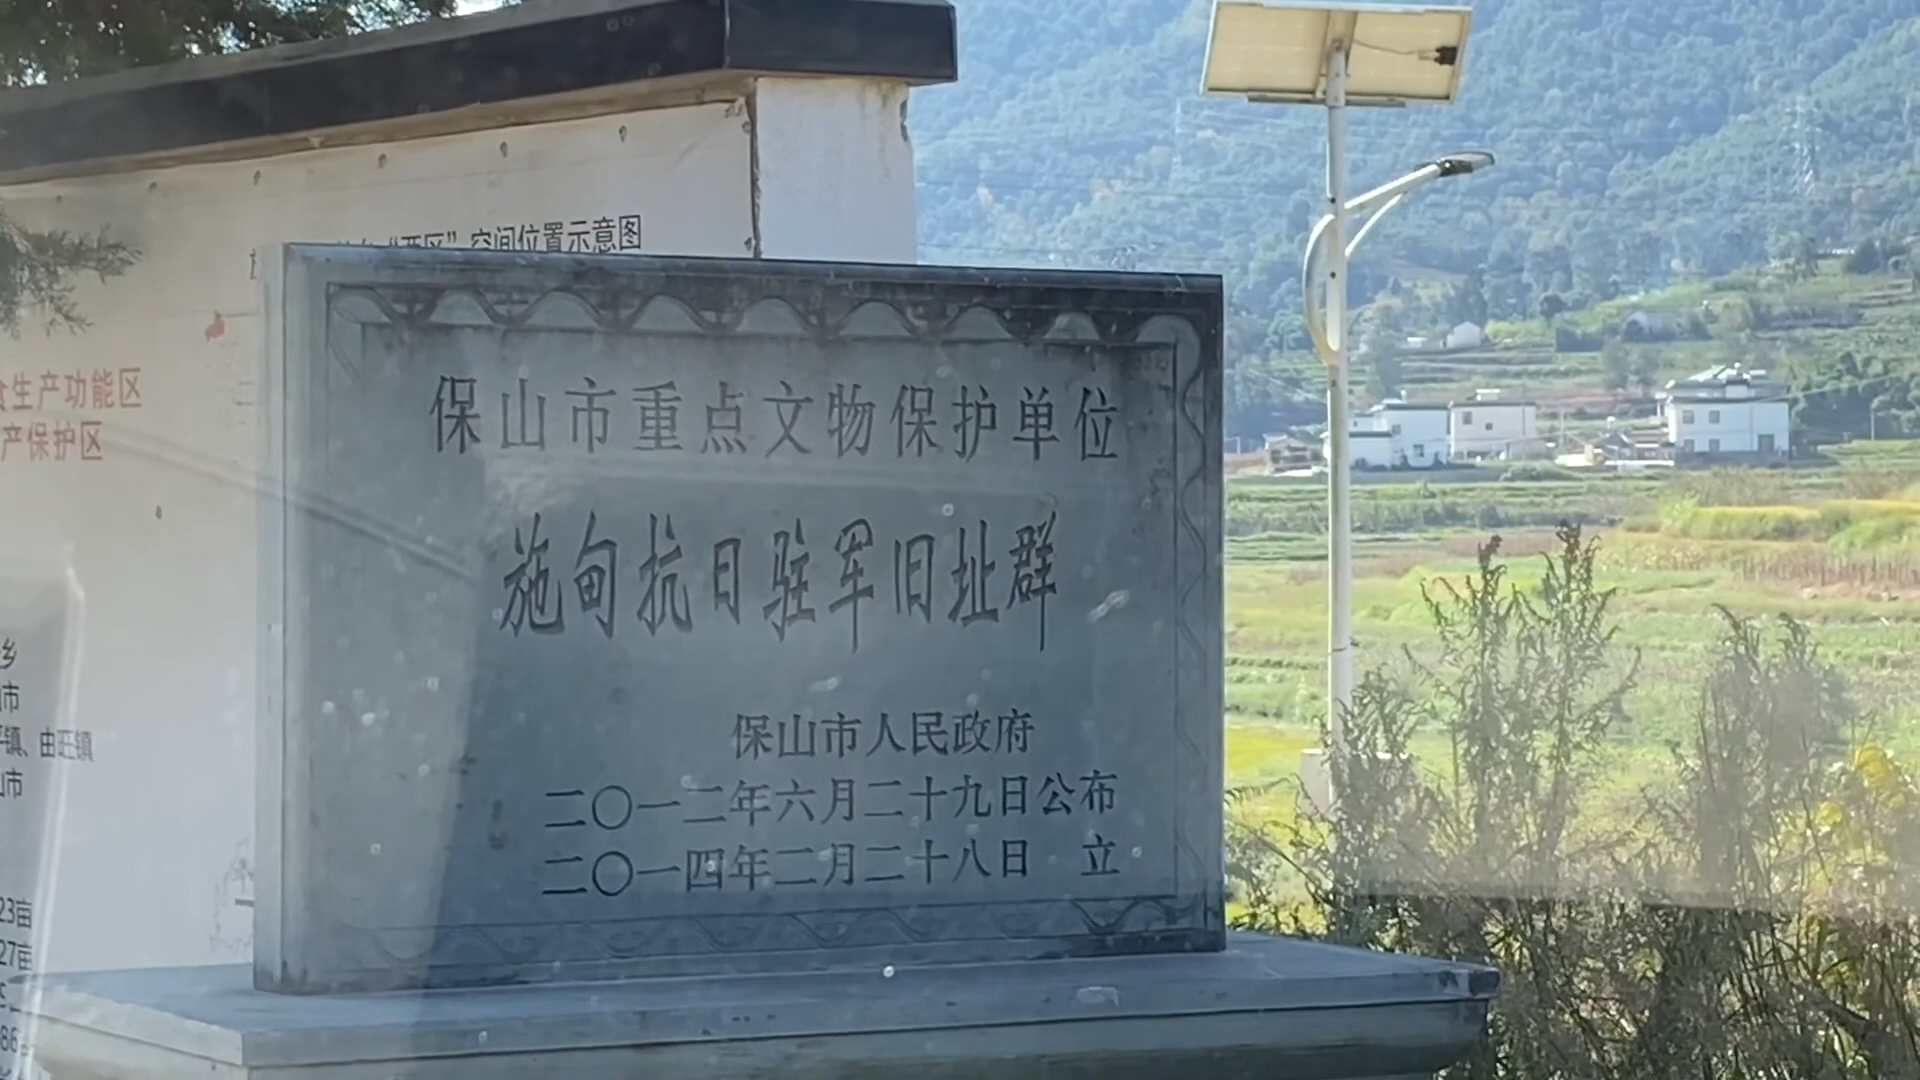 “两区”空间位置示意图
保山市重点文物保护单位
施甸抗日驻军旧址群
保山市人民政府
二〇一二年六月二十九日公布
二〇一四年二月二十八日 立
食生产功能区
产保护区
乡
山市
镇、由旺镇
山市
23亩
27亩
86